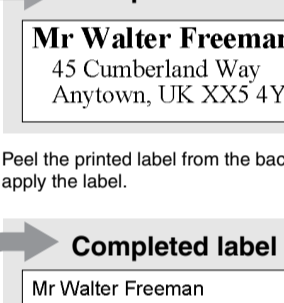 Mr Walter Freeman
45 Cumberland Way
Anytown, UK XX5 4Y
Peel the printed label from the bac
apply the label.
Completed label
Mr Walter Freeman